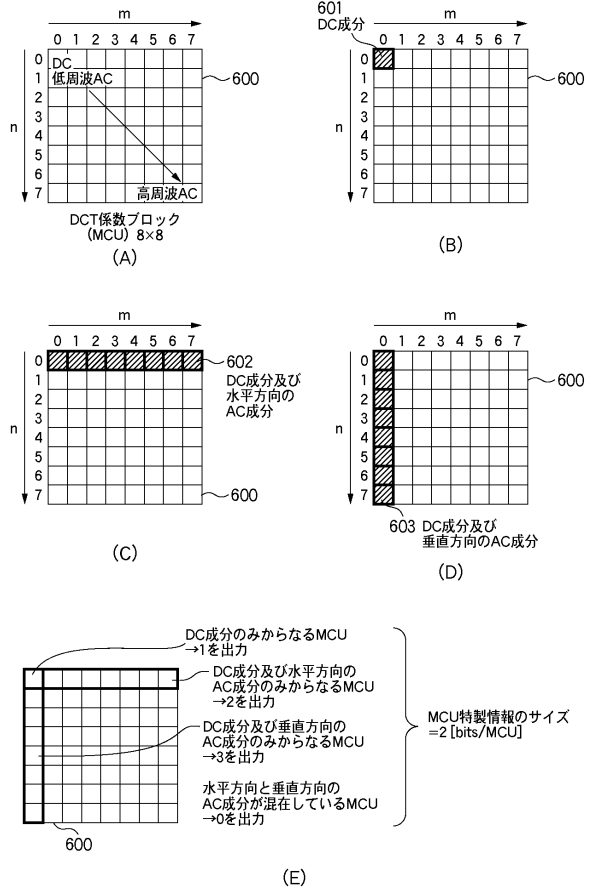 m
0 1 2 3 4 5 6 7
n
0
1
2
3
4
5
6
7
DC
低周波AC
高周波AC
600
DCT係数ブロック
(MCU) 8×8
(A)
601
DC成分
m
0 1 2 3 4 5 6 7
n
0
1
2
3
4
5
6
7
600
(B)
m
0 1 2 3 4 5 6 7
n
0
1
2
3
4
5
6
7
602
DC成分及び
水平方向の
AC成分
600
(C)
m
0 1 2 3 4 5 6 7
n
0
1
2
3
4
5
6
7
600
603 DC成分及び
垂直方向のAC成分
(D)
DC成分のみからなるMCU
→1を出力
DC成分及び水平方向の
AC成分のみからなるMCU
→2を出力
DC成分及び垂直方向の
AC成分のみからなるMCU
→3を出力
水平方向と垂直方向の
AC成分が混在しているMCU
→0を出力
600
MCU特製情報のサイズ
=2 [bits/MCU]
(E)